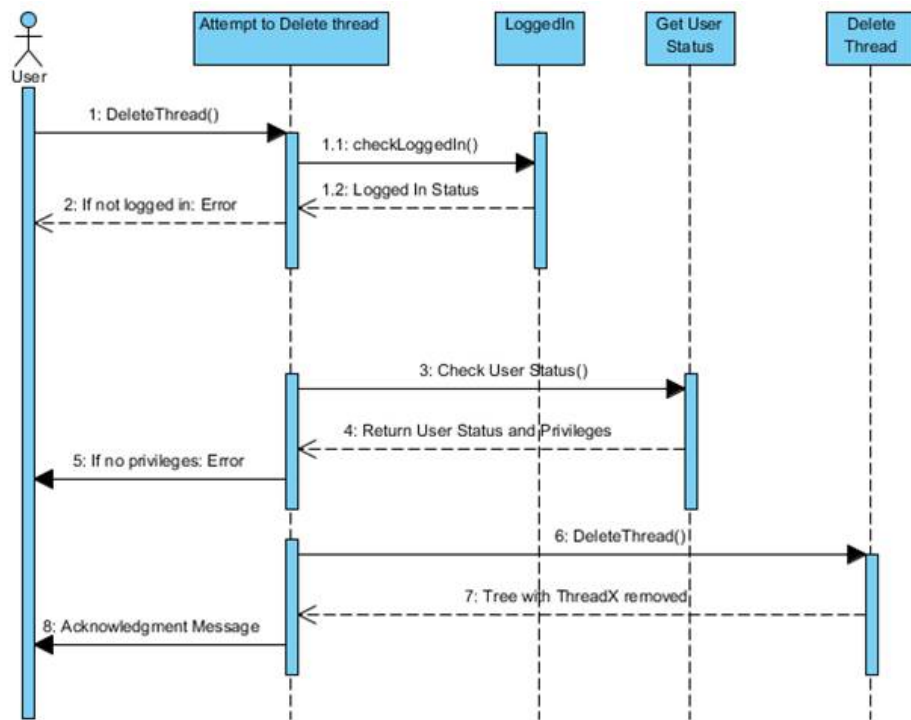 Attempt to Delete thread
LoggedIn
Get User
Status
Delete
Thread
User
1: DeleteThread()
1.1: checkLoggedIn()
1.2: Logged In Status
2: If not logged in: Error
3: Check User Status()
4: Return User Status and Privileges
5: If no privileges: Error
6: DeleteThread()
7: Tree with ThreadX removed
8: Acknowledgment Message